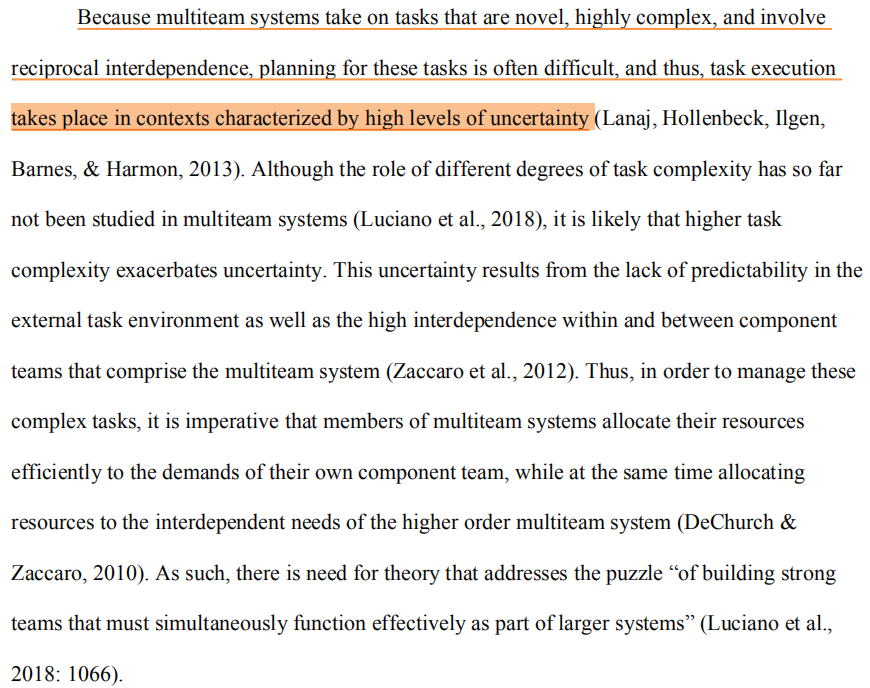 Because multiteam systems take on tasks that are novel, highly complex, and involve
reciprocal interdependence, planning for these tasks is often difficult, and thus, task execution
takes place in contexts characterized by high levels of uncertainty (Lanaj, Hollenbeck, Ilgen,
Barnes, & Harmon, 2013). Although the role of different degrees of task complexity has so far
not been studied in multiteam systems (Luciano et al., 2018), it is likely that higher task
complexity exacerbates uncertainty. This uncertainty results from the lack of predictability in the
external task environment as well as the high interdependence within and between component
teams that comprise the multiteam system (Zaccaro et al., 2012). Thus, in order to manage these
complex tasks, it is imperative that members of multiteam systems allocate their resources
efficiently to the demands of their own component team, while at the same time allocating
resources to the interdependent needs of the higher order multiteam system (DeChurch &
Zaccaro, 2010). As such, there is need for theory that addresses the puzzle “of building strong
teams that must simultaneously function effectively as part of larger systems” (Luciano et al.,
2018: 1066).